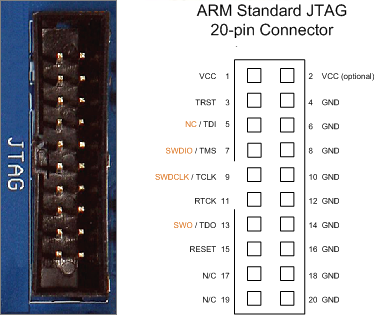 ARM Standard JTAG
20-pin Connector
VCC 1 2 VCC (optional)
TRST 3 4 GND
NC / TDI 5 6 GND
SWDIO / TMS 7 8 GND
SWDCLK / TCLK 9 10 GND
RTCK 11 12 GND
SWO / TDO 13 14 GND
RESET 15 16 GND
N/C 17 18 GND
N/C 19 20 GND
JTAG